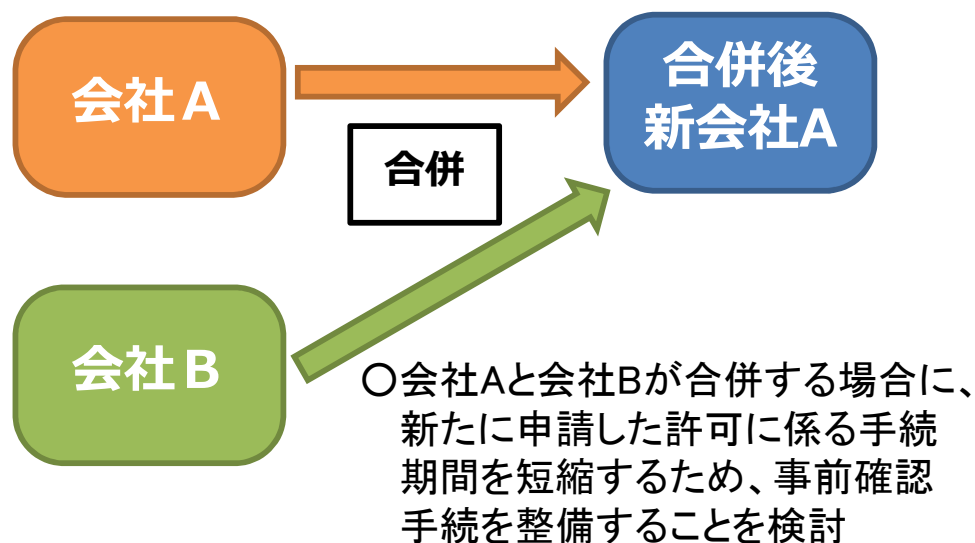 会社A
合併後
新会社A
合併
会社B
○会社Aと会社Bが合併する場合に、
新たに申請した許可に係る手続
期間を短縮するため、事前確認
手続を整備することを検討